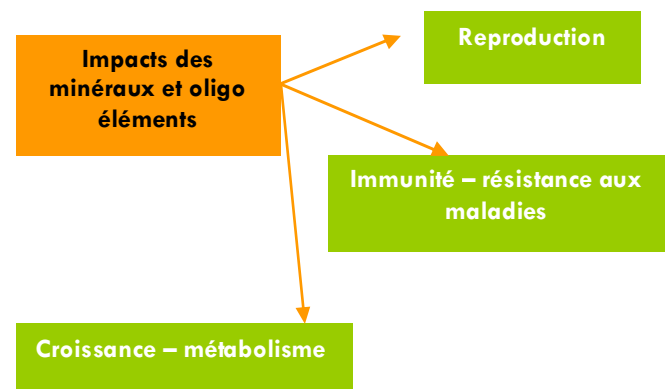 Impacts des
minéraux et oligo
éléments
Reproduction
Immunité – résistance aux
maladies
Croissance – métabolisme